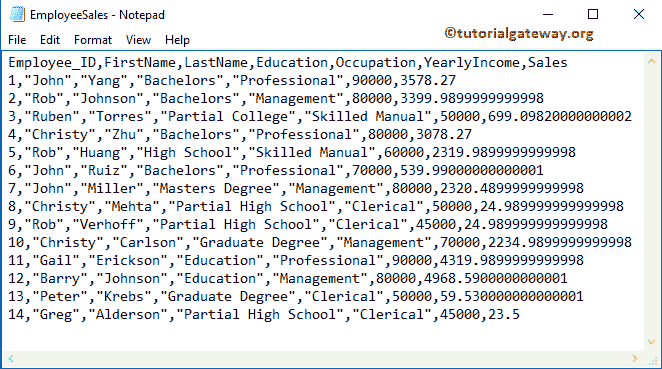 EmployeeSales - Notepad
File Edit Format View Help
©tutorialgateway.org
Employee_ID,FirstName,LastName,Education,Occupation,YearlyIncome,Sales
1,"John","Yang","Bachelors","Professional",90000,3578.27
2,"Rob","Johnson","Bachelors","Management",80000,3399.9899999999998
3,"Ruben","Torres","Partial College","Skilled Manual",50000,699.09820000000002
4,"Christy","Zhu","Bachelors","Professional",80000,3078.27
5,"Rob","Huang","High School","Skilled Manual",60000,2319.9899999999998
6,"John","Ruiz","Bachelors","Professional",70000,539.99000000000001
7,"John","Miller","Masters Degree","Management",80000,2320.4899999999998
8,"Christy","Mehta","Partial High School","Clerical",50000,24.989999999999998
9,"Rob","Verhoff","Partial High School","Clerical",45000,24.989999999999998
10,"Christy","Carlson","Graduate Degree","Management",70000,2234.9899999999998
11,"Gail","Erickson","Education","Professional",90000,4319.9899999999998
12,"Barry","Johnson","Education","Management",80000,4968.5900000000001
13,"Peter","Krebs","Graduate Degree","Clerical",50000,59.530000000000001
14,"Greg","Alderson","Partial High School","Clerical",45000,23.5